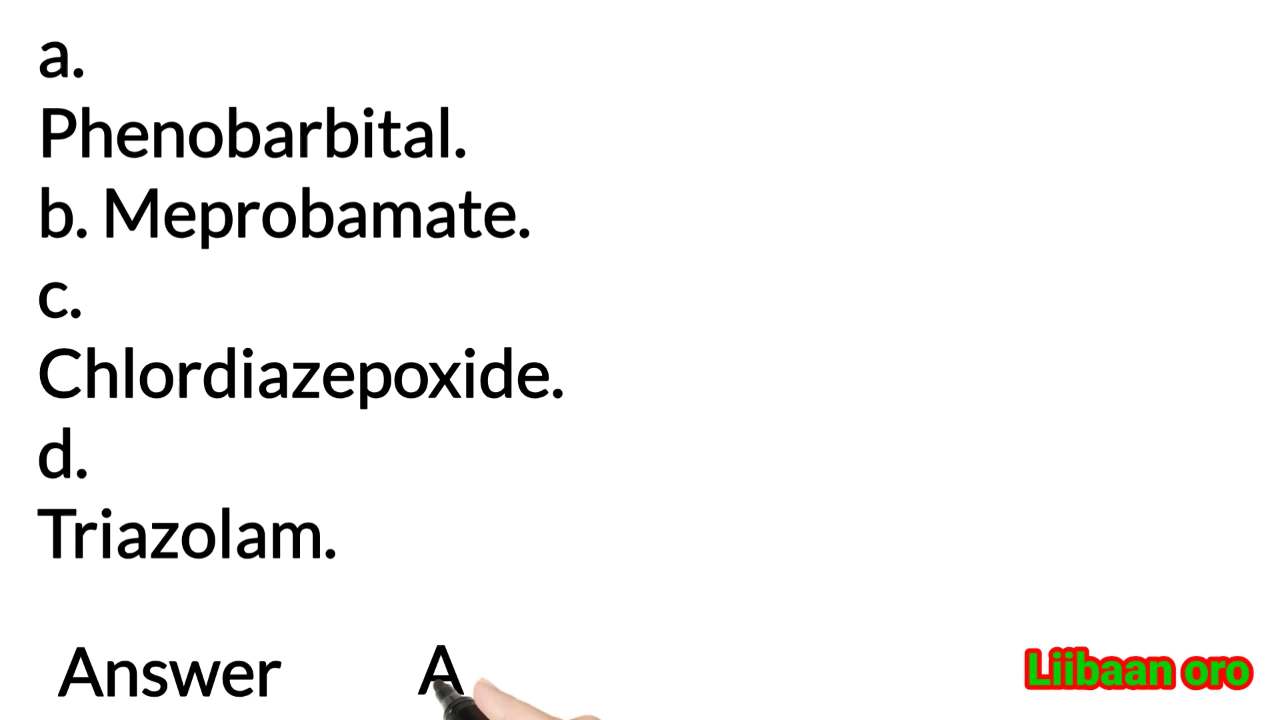 a.
Phenobarbital.
b. Meprobamate.
c.
Chlordiazepoxide.
d.
Triazolam.
Answer A
Liibaan oro